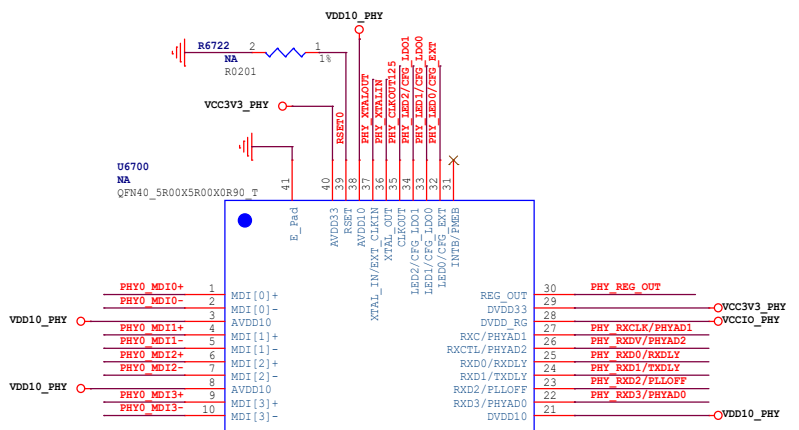 VDD10_PHY
R6722 2 1
NA 1%
R0201
VCC3V3_PHY
RSET0
PHY_XTALOUT
PHY_XTALIN
PHY_CLKOUT125
PHY_LED2/CFG_LDO1
PHY_LED1/CFG_LDO0
PHY_LED0/CFG_EXT
U6700
NA
QFN40_5R00X5R00X0R90_T
41 40 39 38 37 36 35 34 33 32 31
E_Pad
AVDD33
RSET
AVDD10
XTAL_IN/EXT_CLKIN
XTAL_OUT
CLKOUT
LED2/CFG_LDO1
LED1/CFG_LDO0
LED0/CFG_EXT
INTB/PMEB
PHY0_MDI0+ 1 MDI[0]+
PHY0_MDI0- 2 MDI[0]-
VDD10_PHY 3 AVDD10
PHY0_MDI1+ 4 MDI[1]+
PHY0_MDI1- 5 MDI[1]-
PHY0_MDI2+ 6 MDI[2]+
PHY0_MDI2- 7 MDI[2]-
VDD10_PHY 8 AVDD10
PHY0_MDI3+ 9 MDI[3]+
PHY0_MDI3- 10 MDI[3]-
REG_OUT 30 PHY_REG_OUT
DVDD33 29 VCC3V3_PHY
DVDD_RG 28 VCCIO_PHY
RXC/PHYAD1 27 PHY_RXCLK/PHYAD1
RXCTL/PHYAD2 26 PHY_RXDV/PHYAD2
RXD0/RXDLY 25 PHY_RXD0/RXDLY
RXD1/TXDLY 24 PHY_RXD1/TXDLY
RXD2/PLLOFF 23 PHY_RXD2/PLLOFF
RXD3/PHYAD0 22 PHY_RXD3/PHYAD0
DVDD10 21 VDD10_PHY